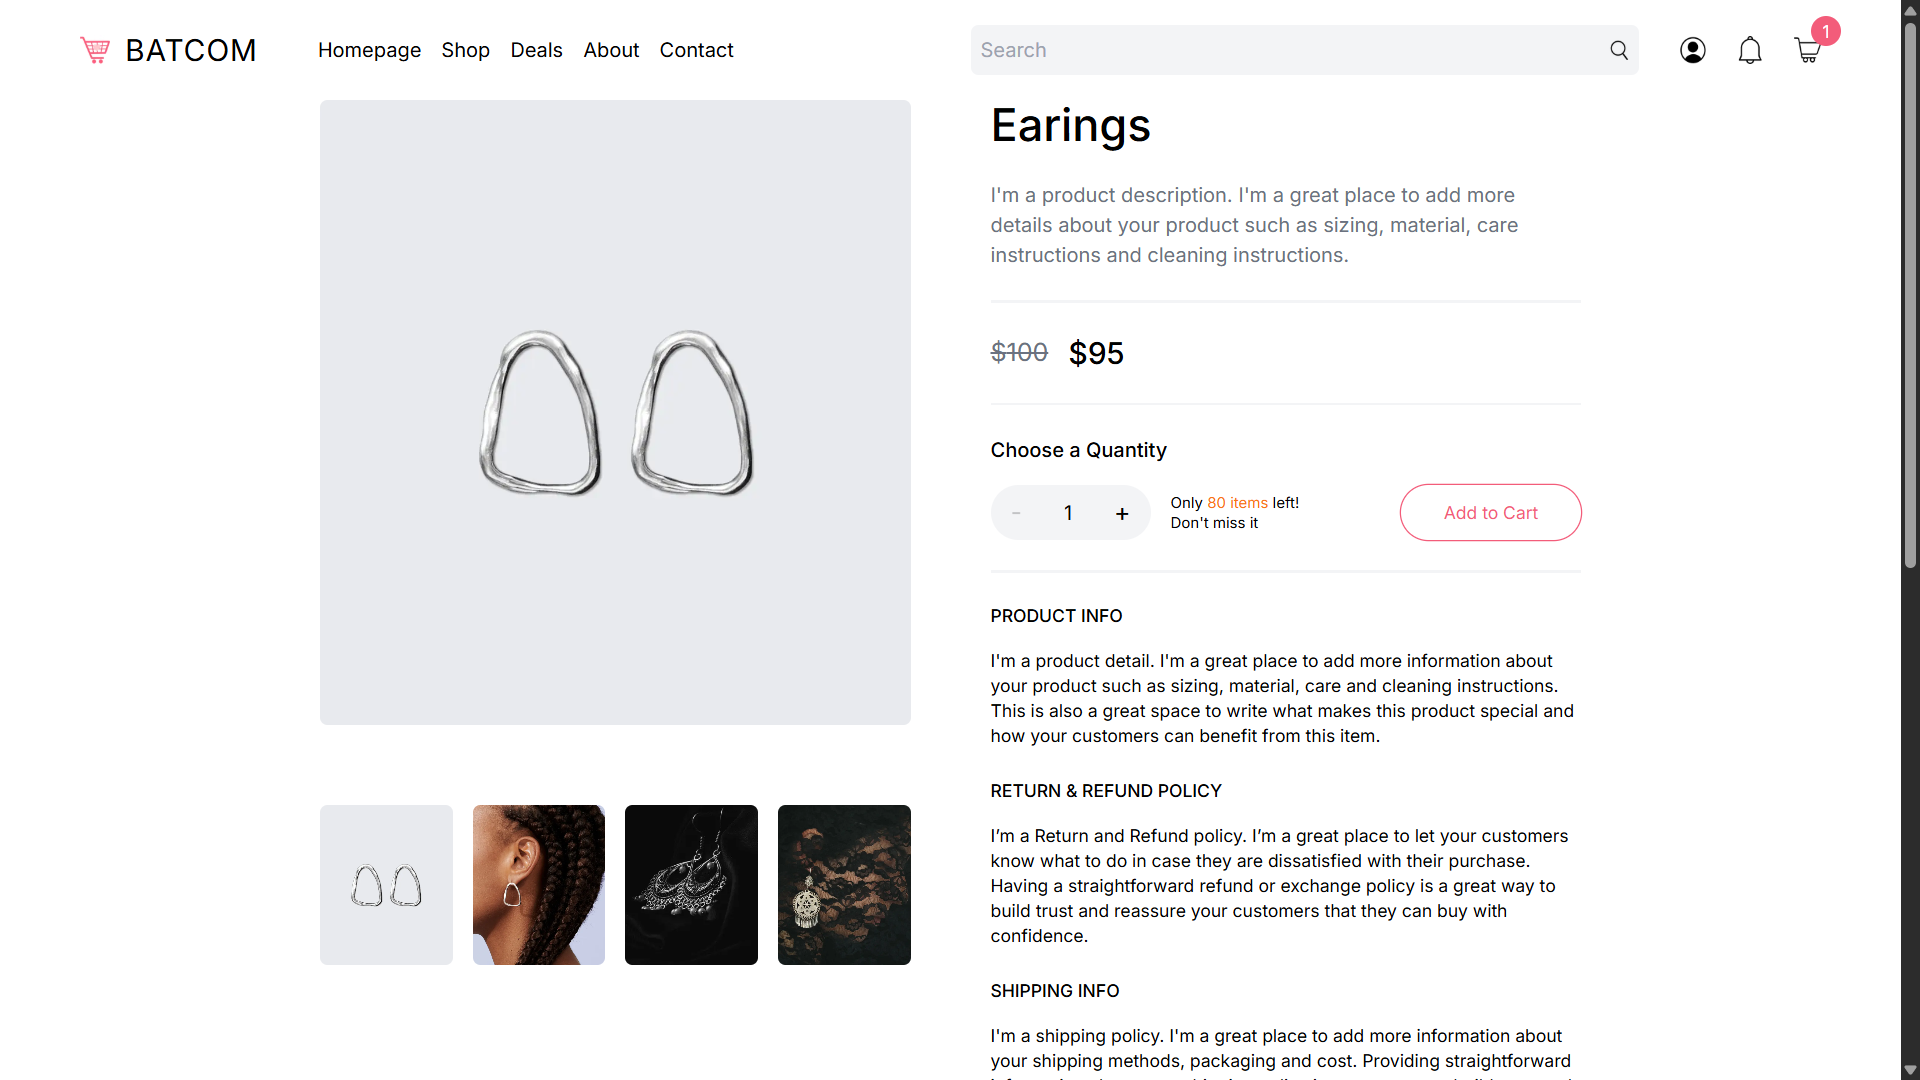 BATCOM
Homepage Shop Deals About Contact
Search
1
Earings
I'm a product description. I'm a great place to add more
details about your product such as sizing, material, care
instructions and cleaning instructions.
$100 $95
Choose a Quantity
- 1 +
Only 80 items left!
Don't miss it
Add to Cart
PRODUCT INFO
I'm a product detail. I'm a great place to add more information about
your product such as sizing, material, care and cleaning instructions.
This is also a great space to write what makes this product special and
how your customers can benefit from this item.
RETURN & REFUND POLICY
I’m a Return and Refund policy. I’m a great place to let your customers
know what to do in case they are dissatisfied with their purchase.
Having a straightforward refund or exchange policy is a great way to
build trust and reassure your customers that they can buy with
confidence.
SHIPPING INFO
I'm a shipping policy. I'm a great place to add more information about
your shipping methods, packaging and cost. Providing straightforward